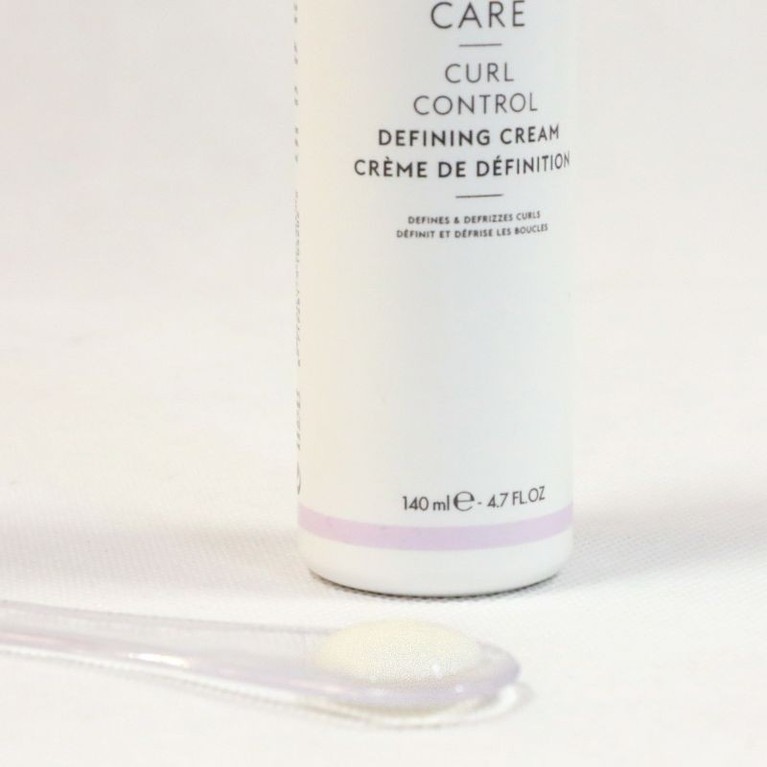 CARE
CURL
CONTROL
DEFINING CREAM
CRÈME DE DÉFINITION
DEFINES & DEFRIZZES CURLS
DÉFINIT ET DÉFRISE LES BOUCLES
140 ml ℮ - 4.7 FL.OZ